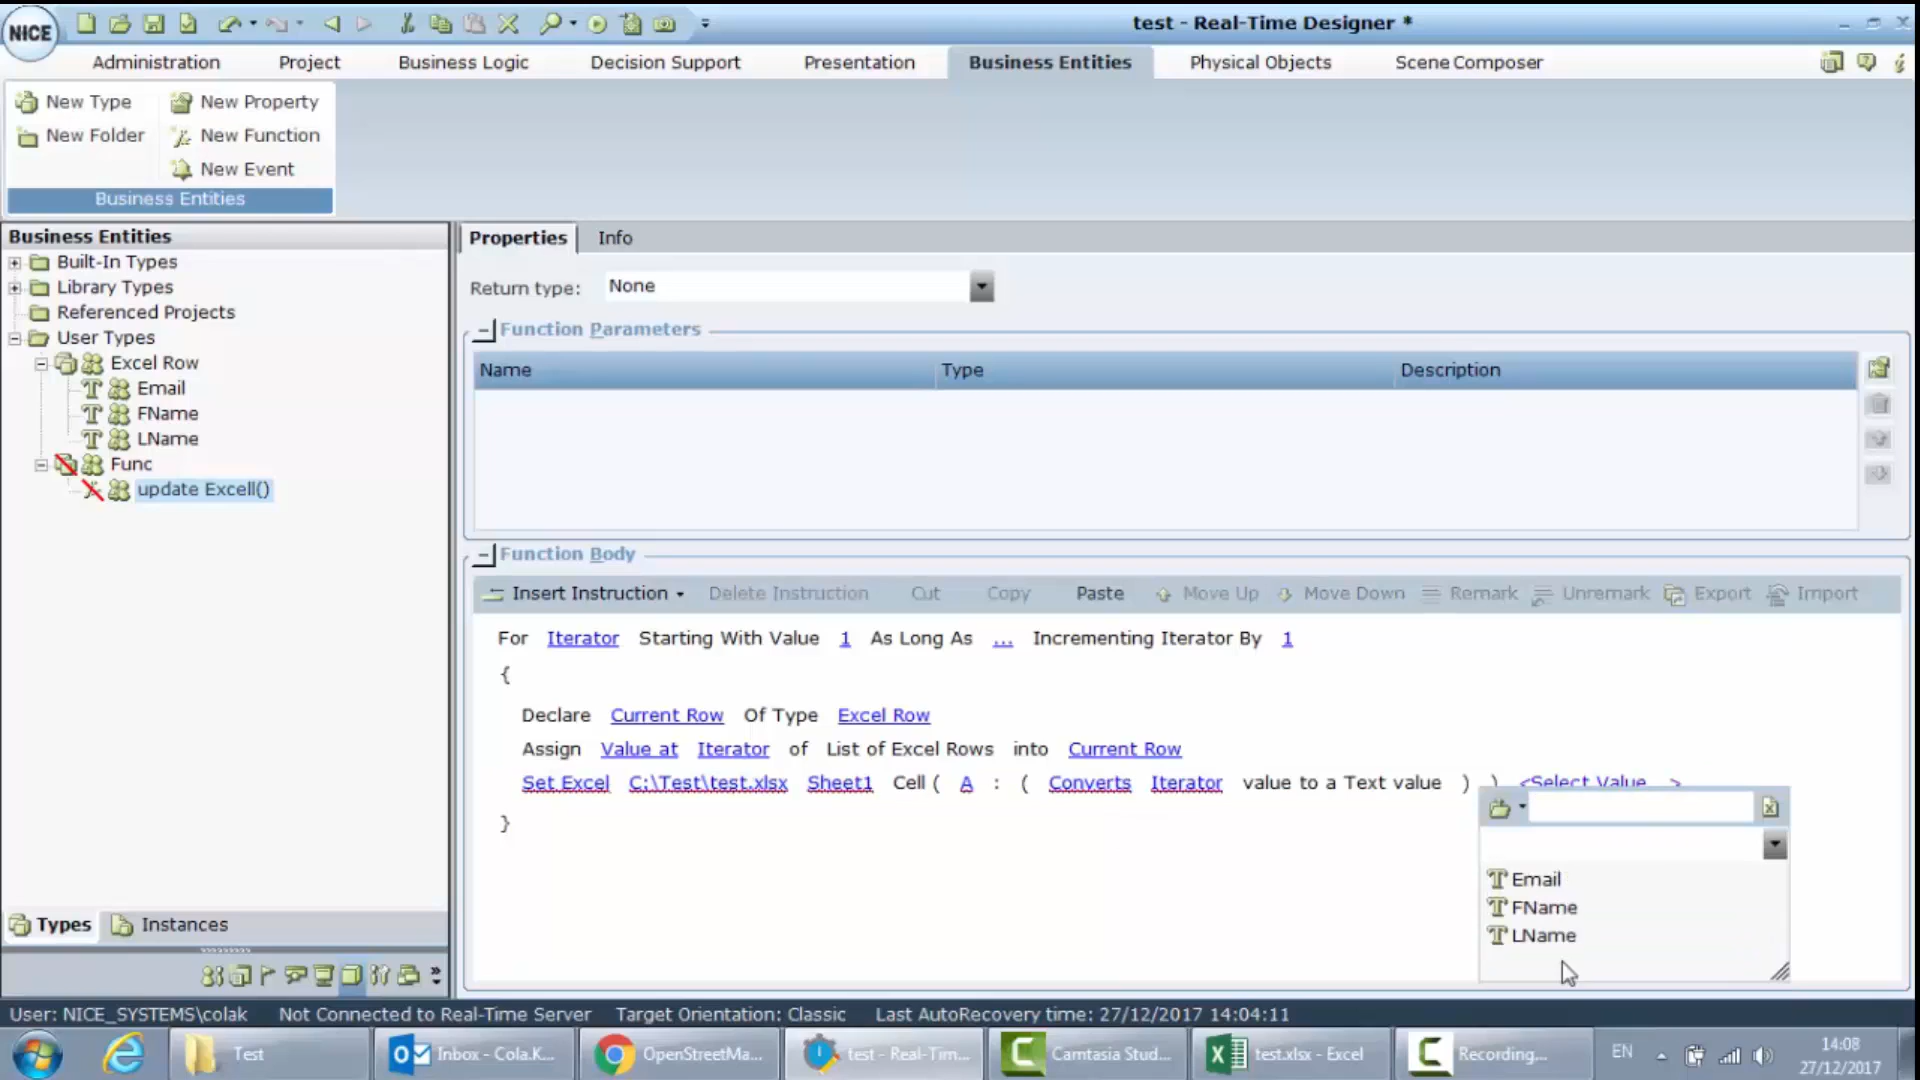 NICE
test - Real-Time Designer *
Administration Project Business Logic Decision Support Presentation Business Entities Physical Objects Scene Composer
New Type New Property
New Folder New Function
New Event
Business Entities
Business Entities
Built-In Types
Library Types
Referenced Projects
User Types
Excel Row
Email
FName
LName
Func
update Excell()
Types Instances
Properties Info
Return type: None
Function Parameters
Name Type Description
Function Body
Insert Instruction Delete Instruction Cut Copy Paste Move Up Move Down Remark Unremark Export Import
For Iterator Starting With Value 1 As Long As ... Incrementing Iterator By 1
{
Declare Current Row Of Type Excel Row
Assign Value at Iterator of List of Excel Rows into Current Row
Set Excel C:\Test\test.xlsx Sheet1 Cell ( A : ( Converts Iterator value to a Text value ) ) <Select Value >
}
Email
FName
LName
User: NICE_SYSTEMS\colak Not Connected to Real-Time Server Target Orientation: Classic Last AutoRecovery time: 27/12/2017 14:04:11
Test Inbox - Cola.K... OpenStreetMa... test - Real-Tim... Camtasia Stud... test.xlsx - Excel Recording... EN 14:08
27/12/2017